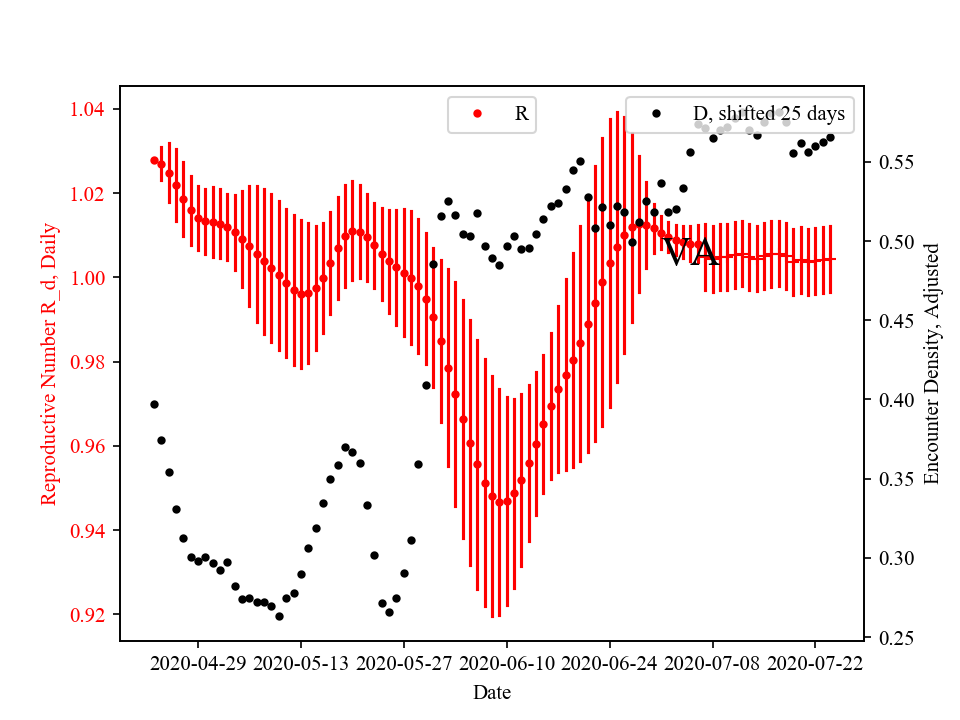 R
D, shifted 25 days
1.04
1.02
1.00
0.98
0.96
0.94
0.92
Reproductive Number R_d, Daily
VA
0.55
0.50
0.45
0.40
0.35
0.30
0.25
Encounter Density, Adjusted
2020-04-29 2020-05-13 2020-05-27 2020-06-10 2020-06-24 2020-07-08 2020-07-22
Date